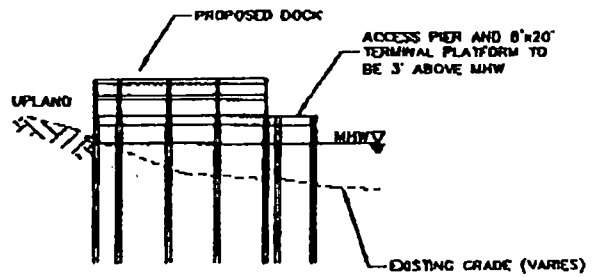 PROPOSED DOCK
ACCESS PIER AND 8'x20'
TERMINAL PLATFORM TO
BE 3' ABOVE MHW
UPLAND
MHW
EXISTING GRADE (VARIES)